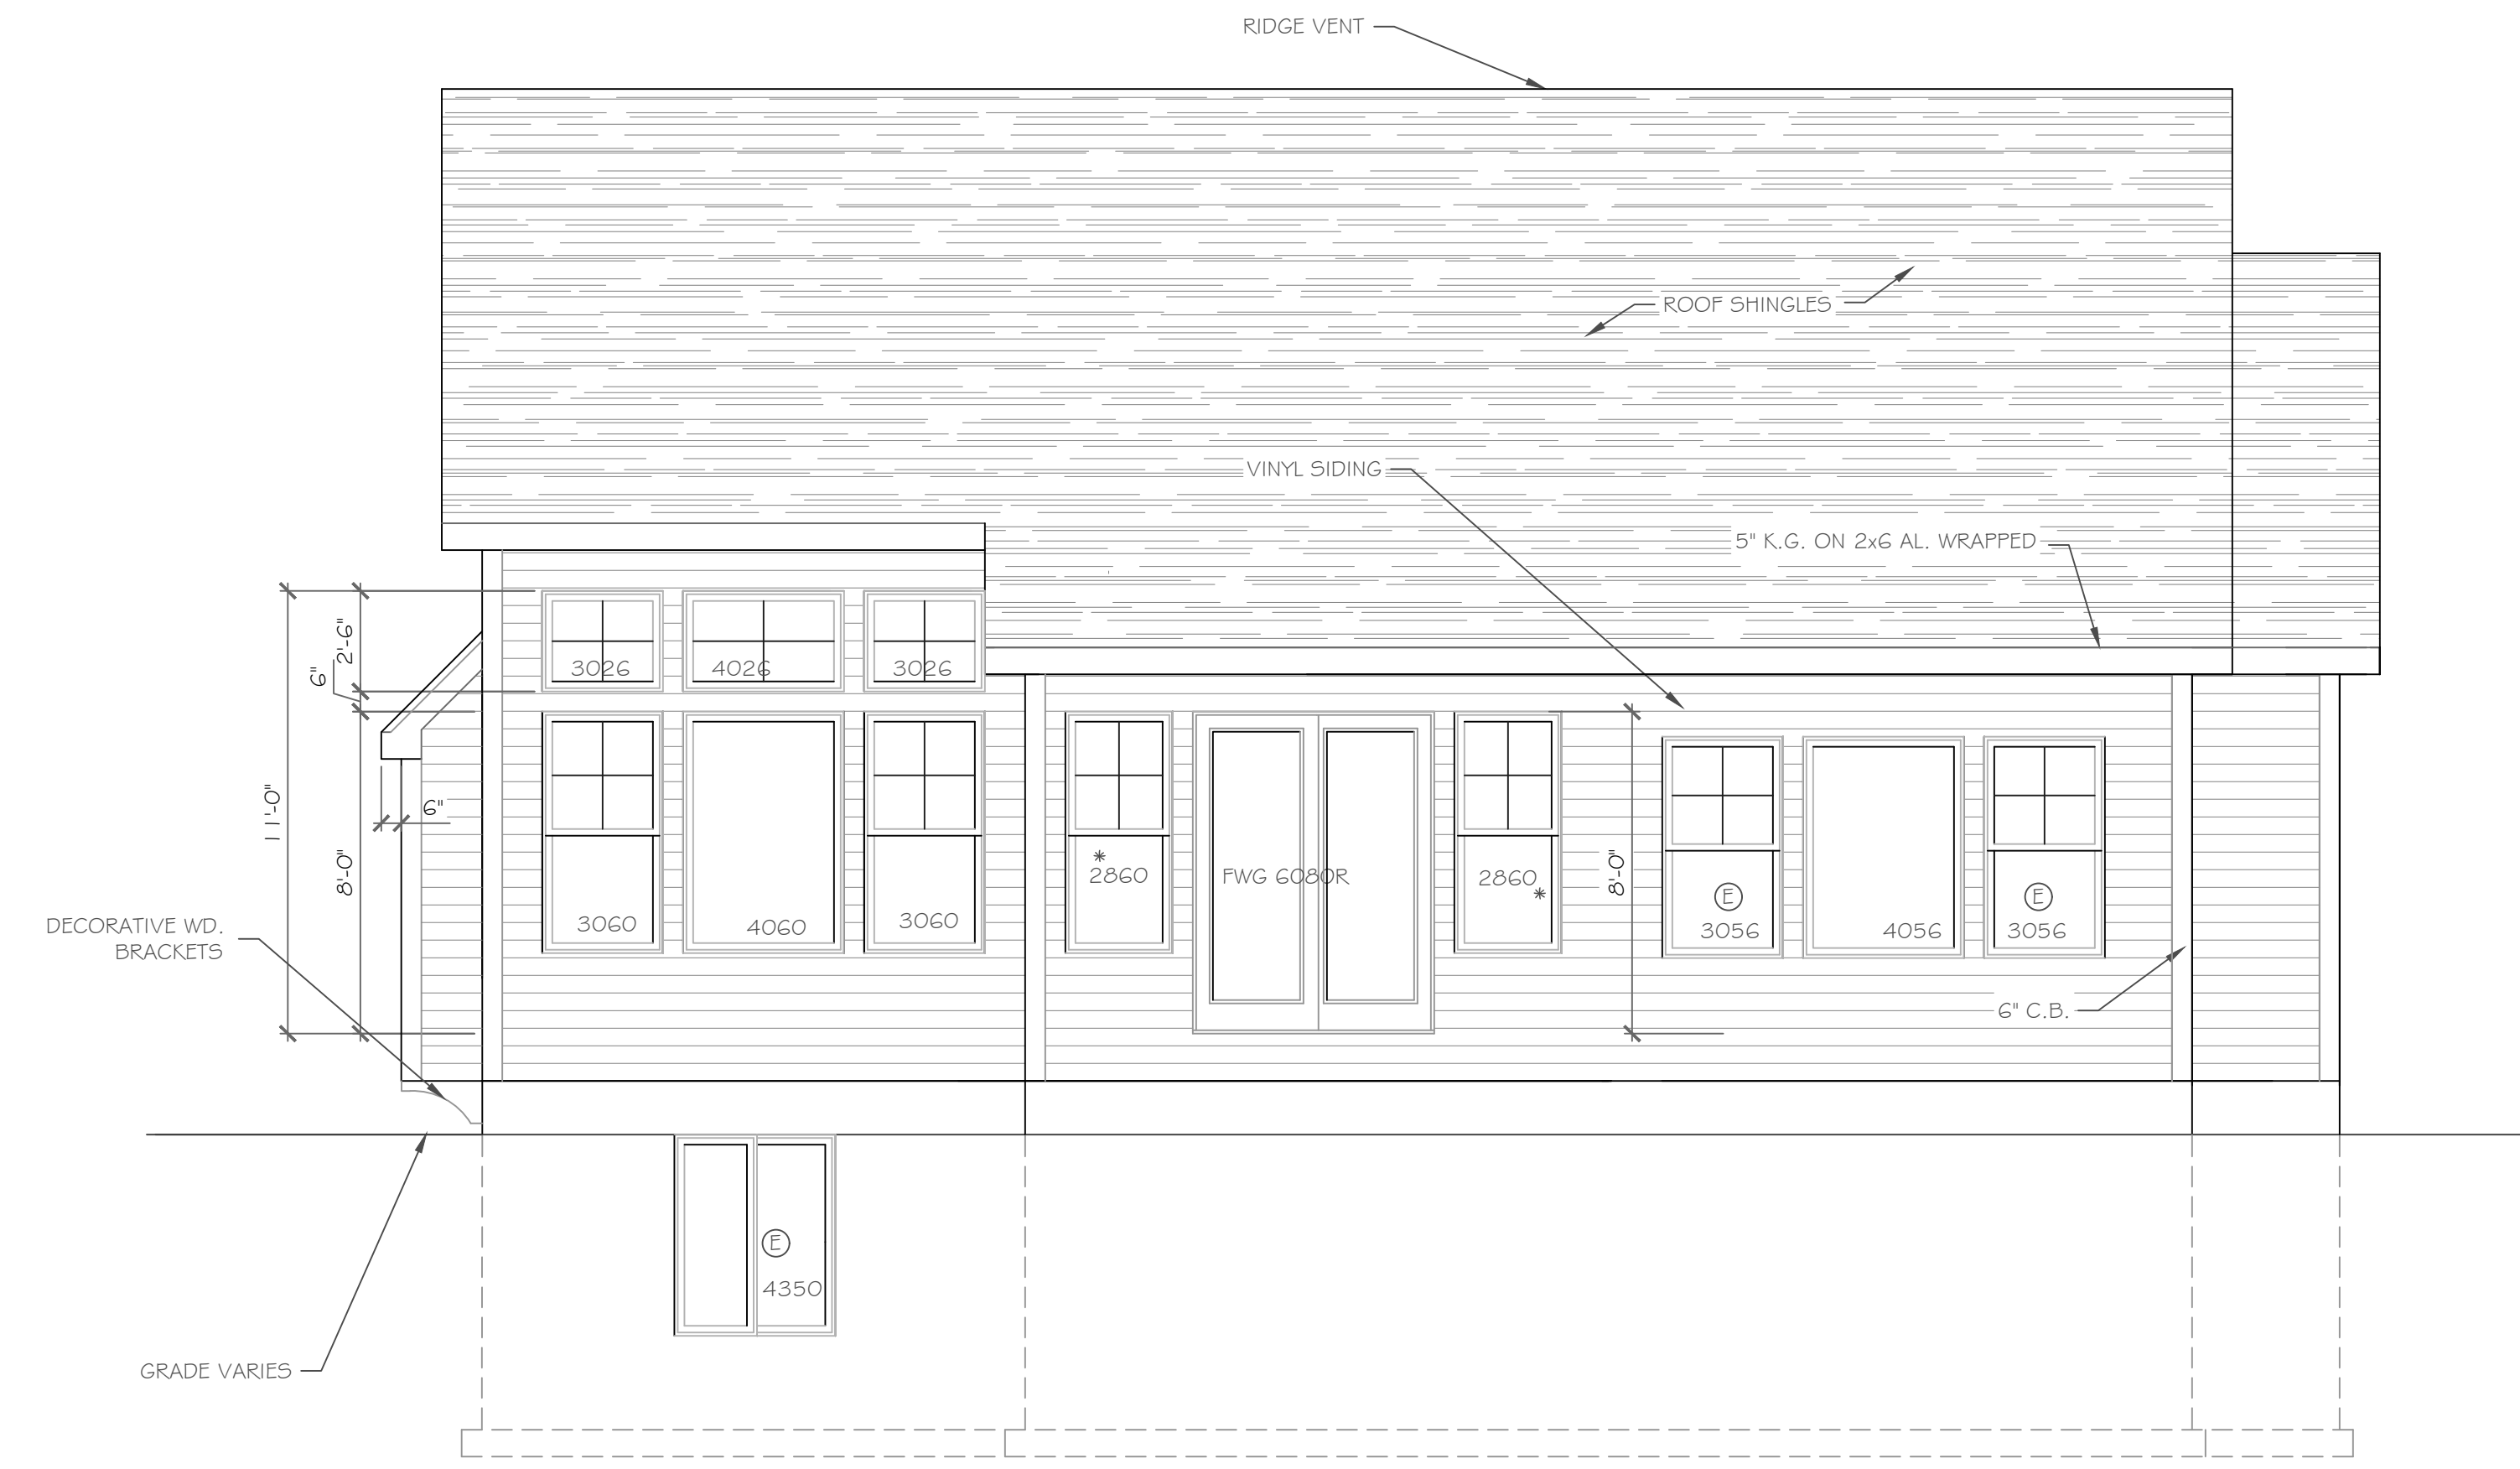 RIDGE VENT
ROOF SHINGLES
VINYL SIDING
5" K.G. ON 2x6 AL. WRAPPED
2'-6"
6"
3026
4026
3026
11'-0"
6"
8'-0"
*
2860
FWG 6080R
2860
*
8'-0"
E
E
3060
4060
3060
3056
4056
3056
DECORATIVE WD.
BRACKETS
6" C.B.
E
4350
GRADE VARIES